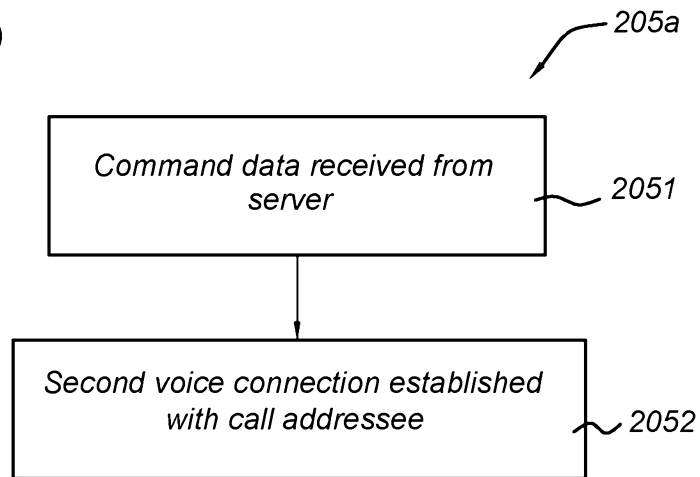 )
205a
Command data received from
server
2051
Second voice connection established
with call addressee
2052